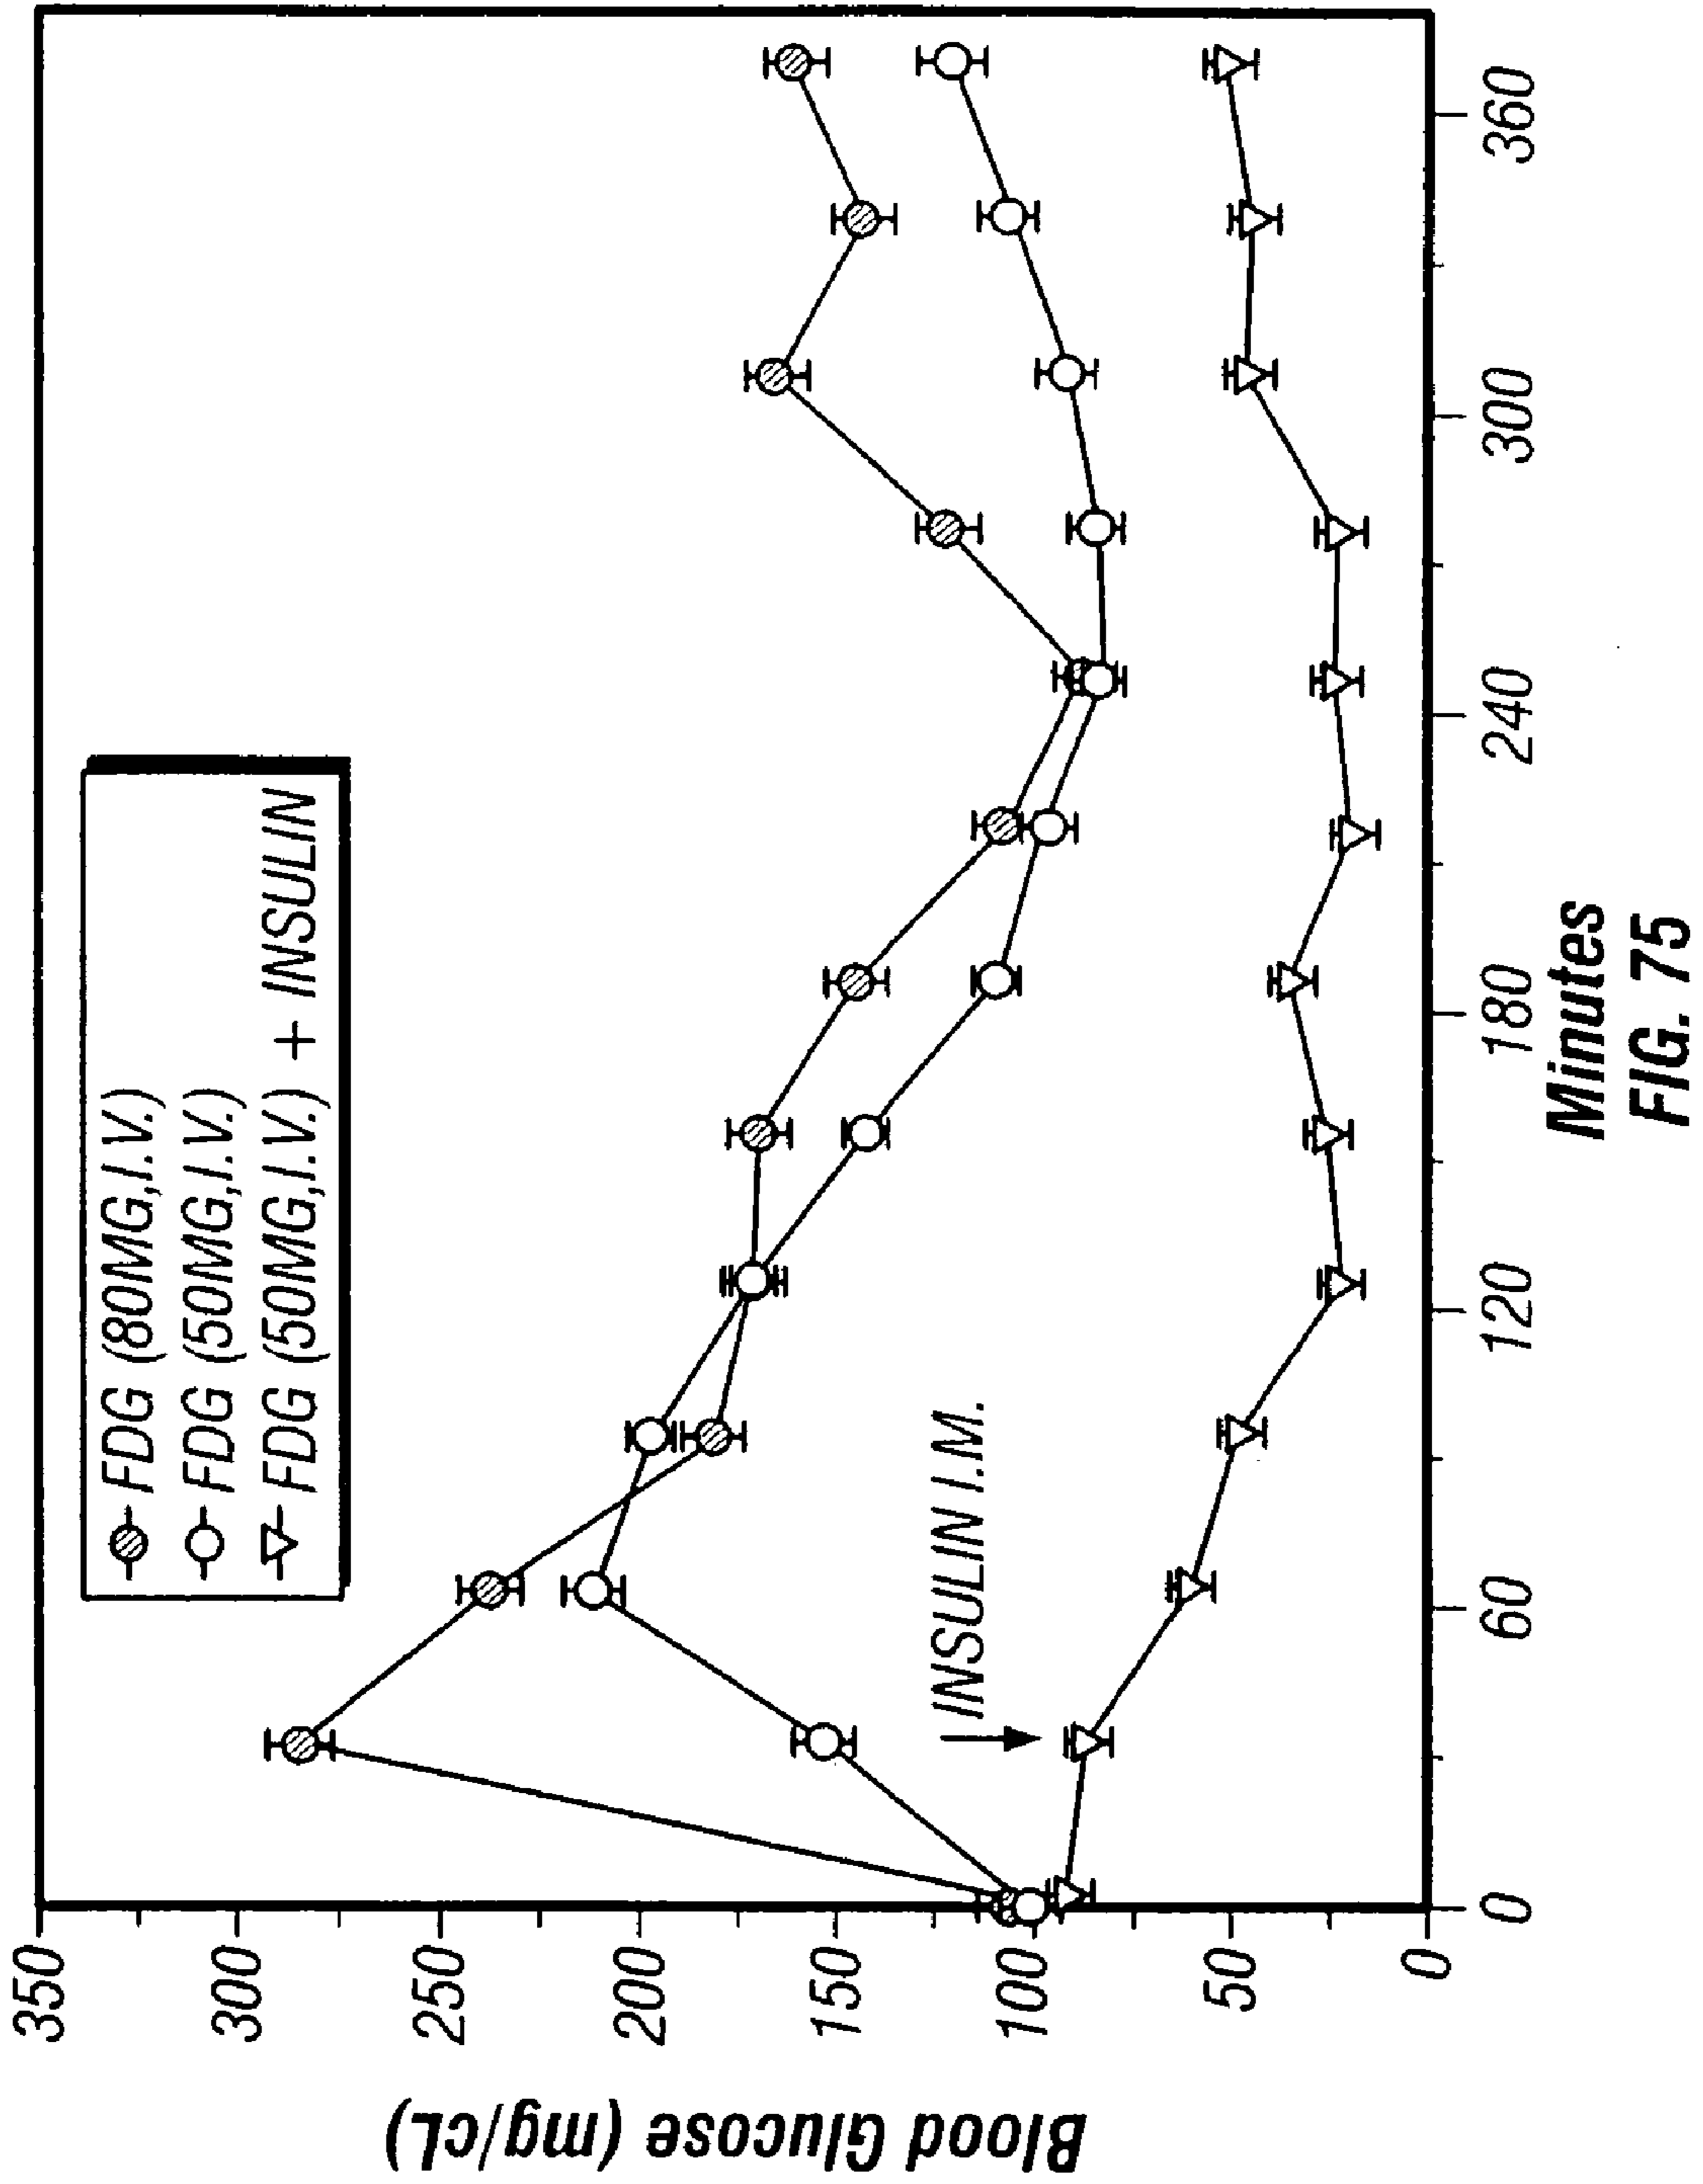 Blood Glucose (mg/cL)
350
300
250
200
150
100
50
0
FDG (80MG,I.V.)
FDG (50MG,I.V.)
FDG (50MG,I.V.) + INSULIN
INSULIN I.M.
0
60
120
180
240
300
360
Minutes
FIG. 75